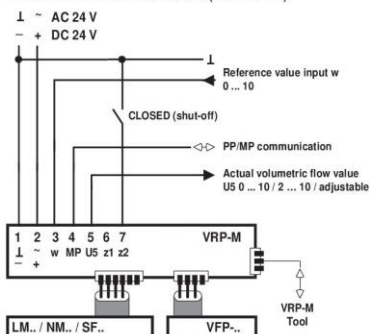 ⊥ ~ AC 24 V
– + DC 24 V
⊥
Reference value input w
0 ... 10
CLOSED (shut-off)
PP/MP communication
Actual volumetric flow value
U5 0 ... 10 / 2 ... 10 / adjustable
1 2 3 4 5 6 7 VRP-M
⊥ ~ w MP U5 z1 z2
– +
VRP-M
Tool
LM.. / NM.. / SF.. VFP-..